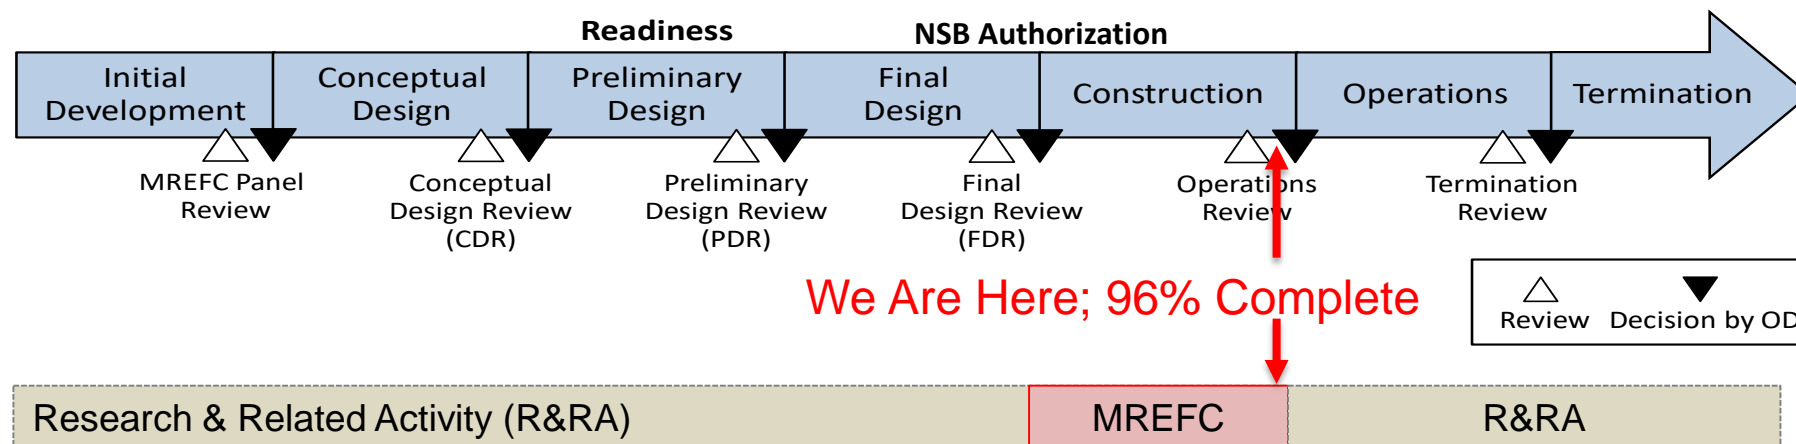 Readiness
NSB Authorization
Initial
Development
Conceptual
Design
Preliminary
Design
Final
Design
Construction
Operations
Termination
MREFC Panel
Review
Conceptual
Design Review
(CDR)
Preliminary
Design Review
(PDR)
Final
Design Review
(FDR)
Operations
Review
Termination
Review
We Are Here; 96% Complete
Review
Decision by OD
Research & Related Activity (R&RA)
MREFC
R&RA